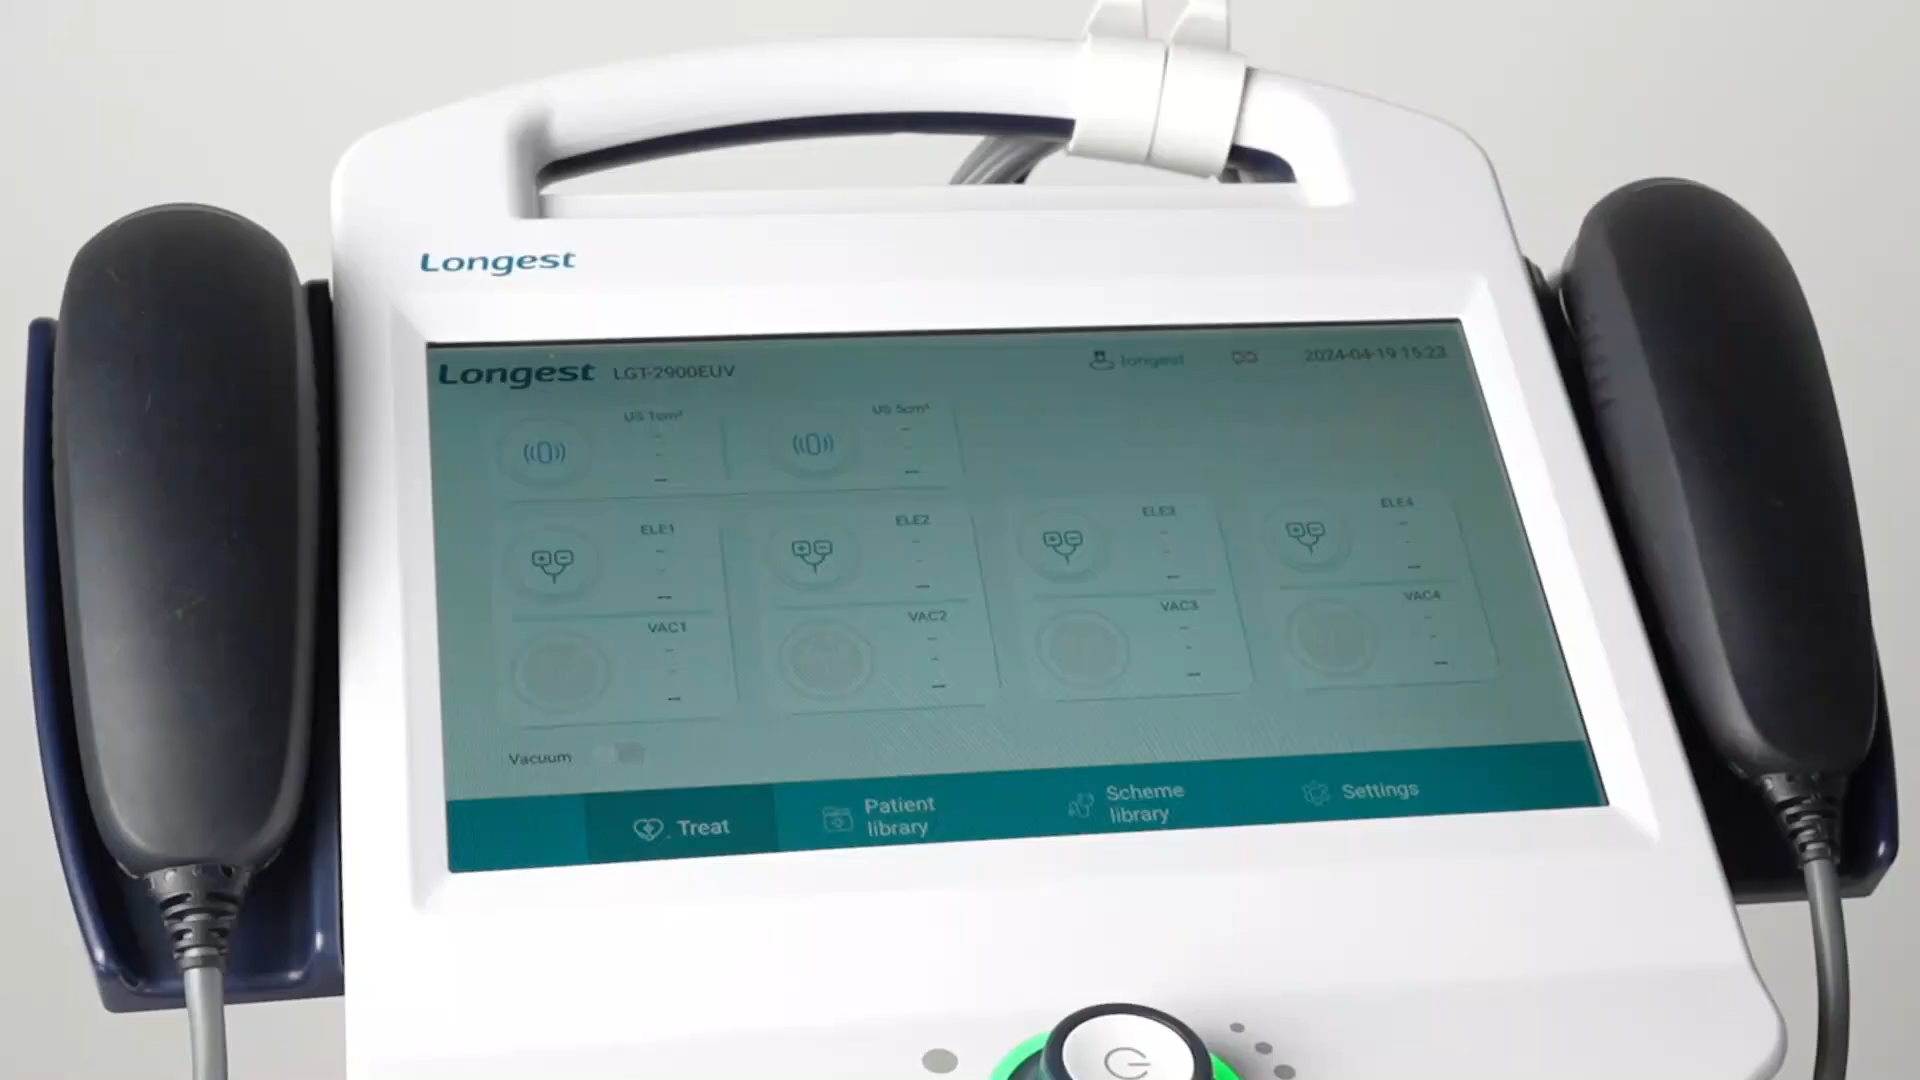 Longest
Longest LGT-2900EUV longest 2024-04-19 15:23
US 1cm² US 5cm²
ELE1 ELE2 ELE3 ELE4
VAC1 VAC2 VAC3 VAC4
Vacuum
Treat
Patient
library
Scheme
library
Settings